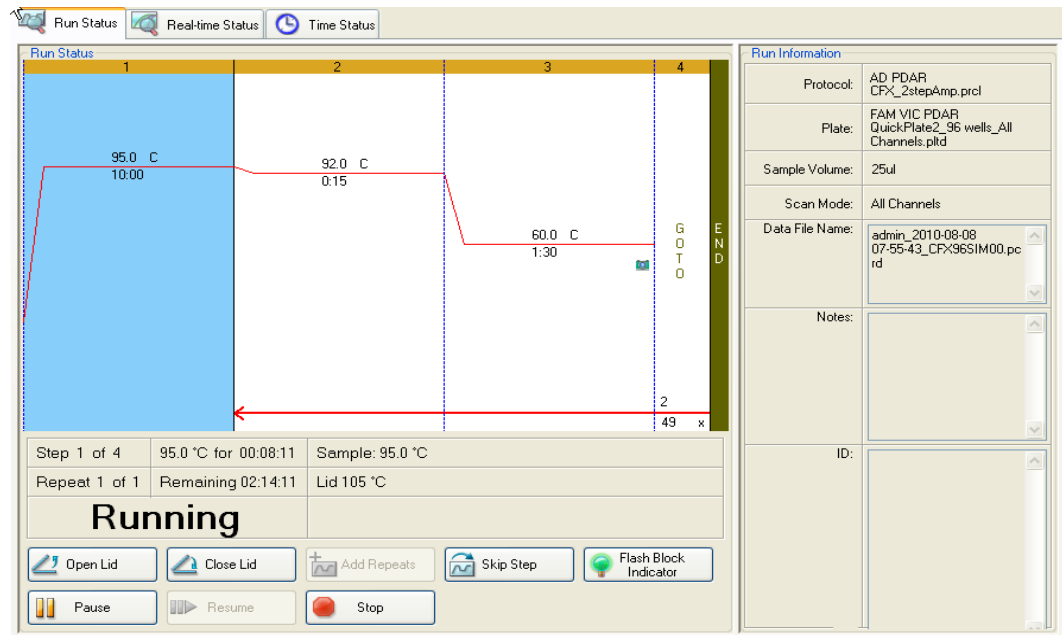 Run Status
Real-time Status
Time Status
Run Status
1
2
3
4
95.0 C
10:00
92.0 C
0:15
60.0 C
1:30
G
O
T
O
E
N
D
2
49 x
Step 1 of 4
95.0 °C for 00:08:11
Sample: 95.0 °C
Repeat 1 of 1
Remaining 02:14:11
Lid 105 °C
Running
Open Lid
Close Lid
Add Repeats
Skip Step
Flash Block
Indicator
Pause
Resume
Stop
Run Information
Protocol:
AD PDAR
CFX_2stepAmp.prcl
Plate:
FAM VIC PDAR
QuickPlate2_96 wells_All
Channels.pltd
Sample Volume:
25ul
Scan Mode:
All Channels
Data File Name:
admin_2010-08-08
07-55-43_CFX96SIM00.pc
rd
Notes:
ID: